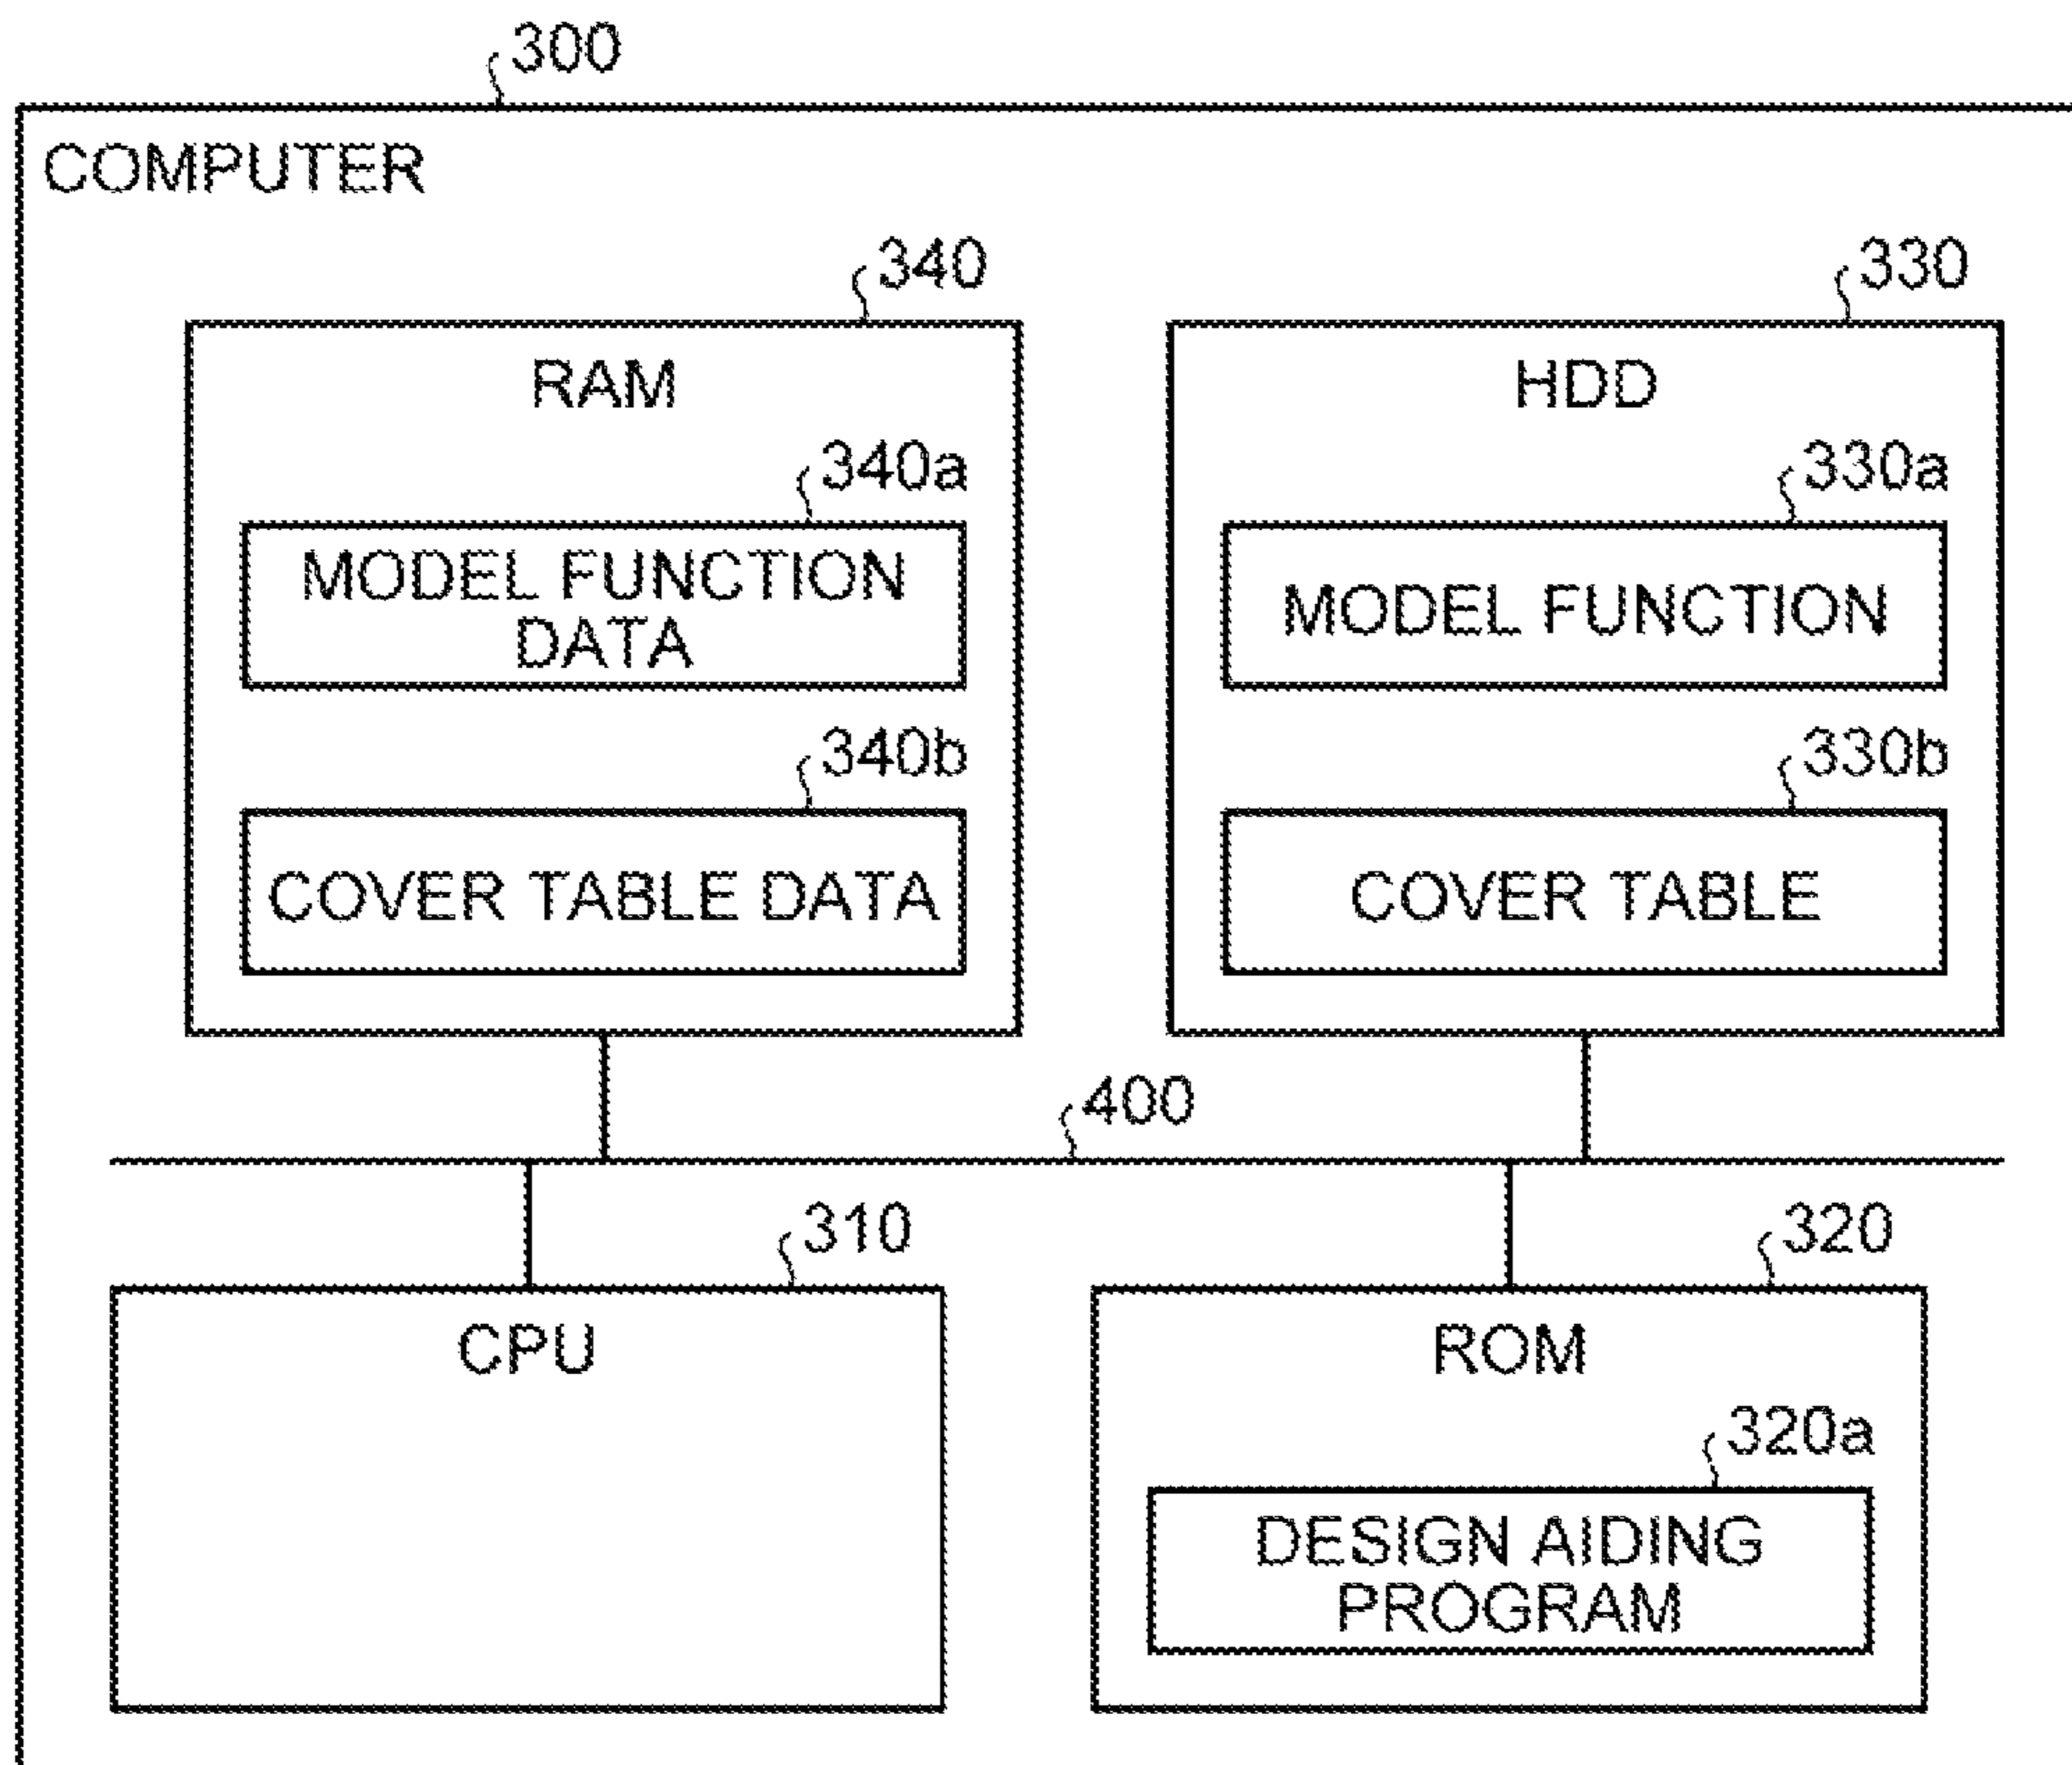 300
COMPUTER
340
330
RAM
HDD
340a
330a
MODEL FUNCTION
DATA
MODEL FUNCTION
340b
330b
COVER TABLE DATA
COVER TABLE
400
310
320
CPU
ROM
320a
DESIGN AIDING
PROGRAM